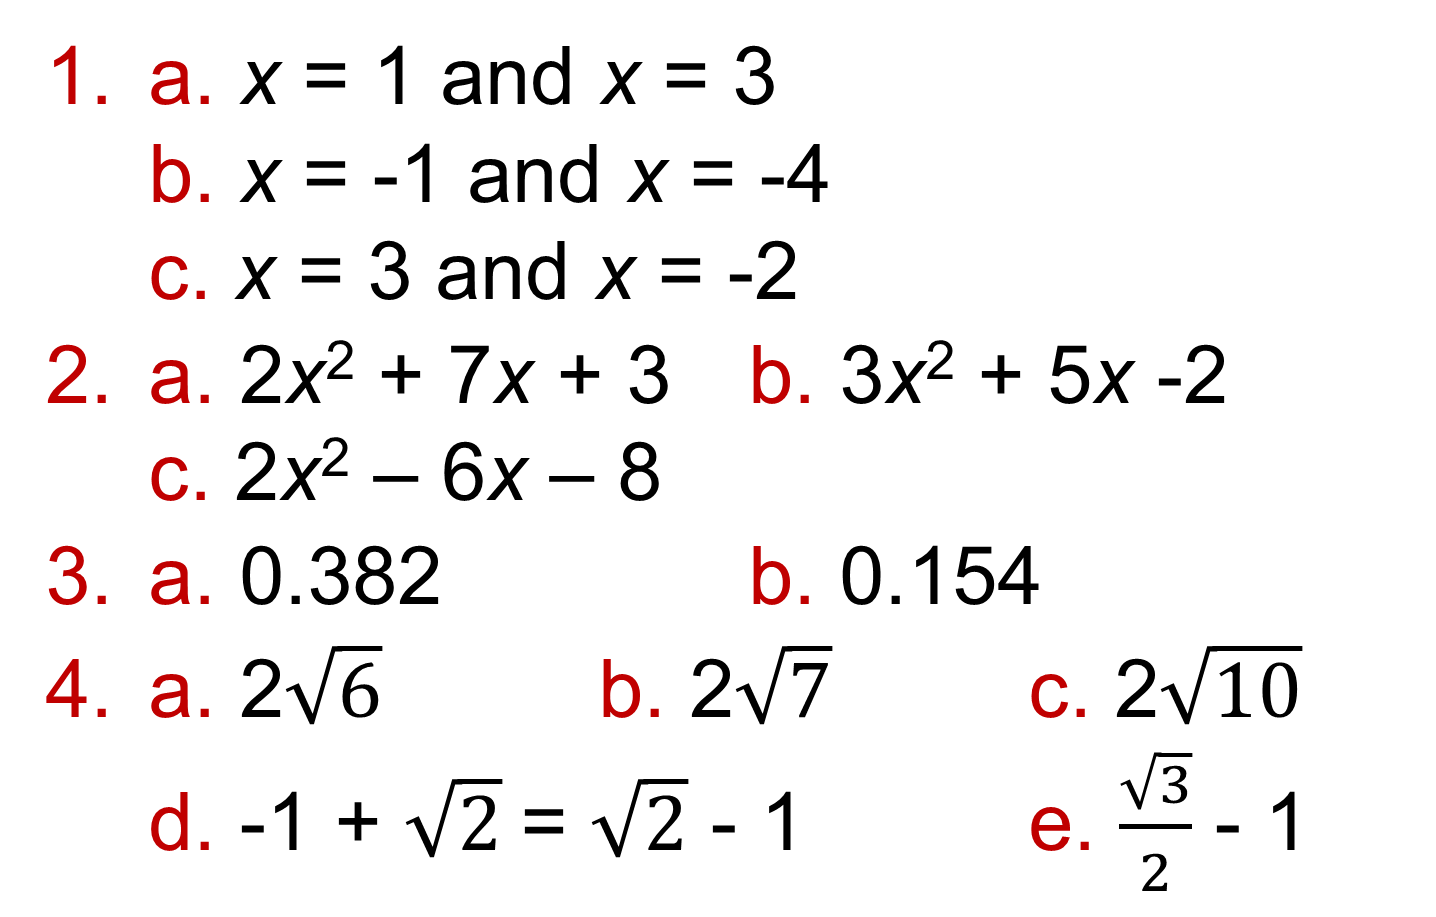 1. a. x = 1 and x = 3
b. x = -1 and x = -4
c. x = 3 and x = -2
2. a. 2x² + 7x + 3 b. 3x² + 5x -2
c. 2x² – 6x – 8
3. a. 0.382 b. 0.154
4. a. 2√6 b. 2√7 c. 2√10
d. -1 + √2 = √2 - 1 e. √3/2 - 1